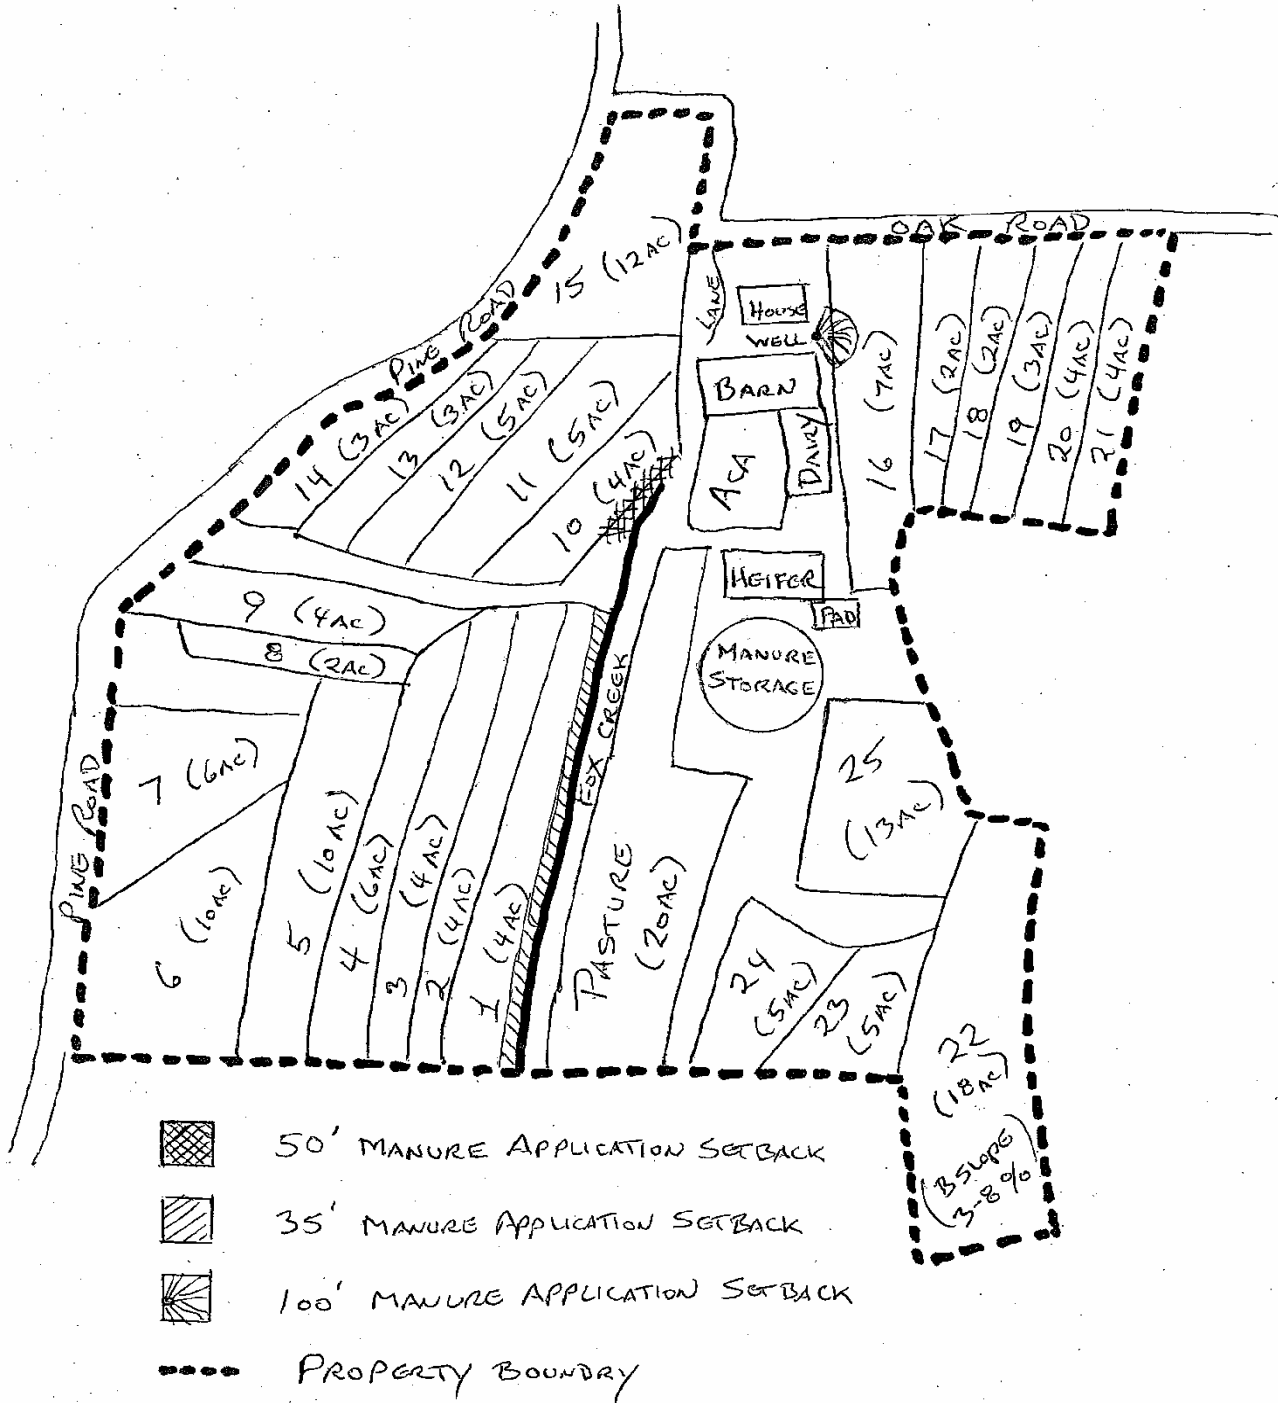 OAK ROAD
15 (12AC)
LANE
HOUSE
WELL
PINE ROAD
BARN
DAIRY
ACA
16 (7AC)
17 (2AC)
18 (2AC)
19 (3AC)
20 (4AC)
21 (4AC)
14 (3AC)
13 (3AC)
12 (5AC)
11 (5AC)
10 (4AC)
HEIFER
PAD
9 (4AC)
8 (2AC)
MANURE
STORAGE
FOX CREEK
7 (6AC)
PINE ROAD
6 (10AC)
5 (10AC)
4 (6AC)
3 (4AC)
2 (4AC)
1 (4AC)
PASTURE
(20AC)
25
(13AC)
24
(5AC)
23
(5AC)
22
(18AC)
(B SLOPE
3-8%)
50' MANURE APPLICATION SETBACK
35' MANURE APPLICATION SETBACK
100' MANURE APPLICATION SETBACK
PROPERTY BOUNDRY